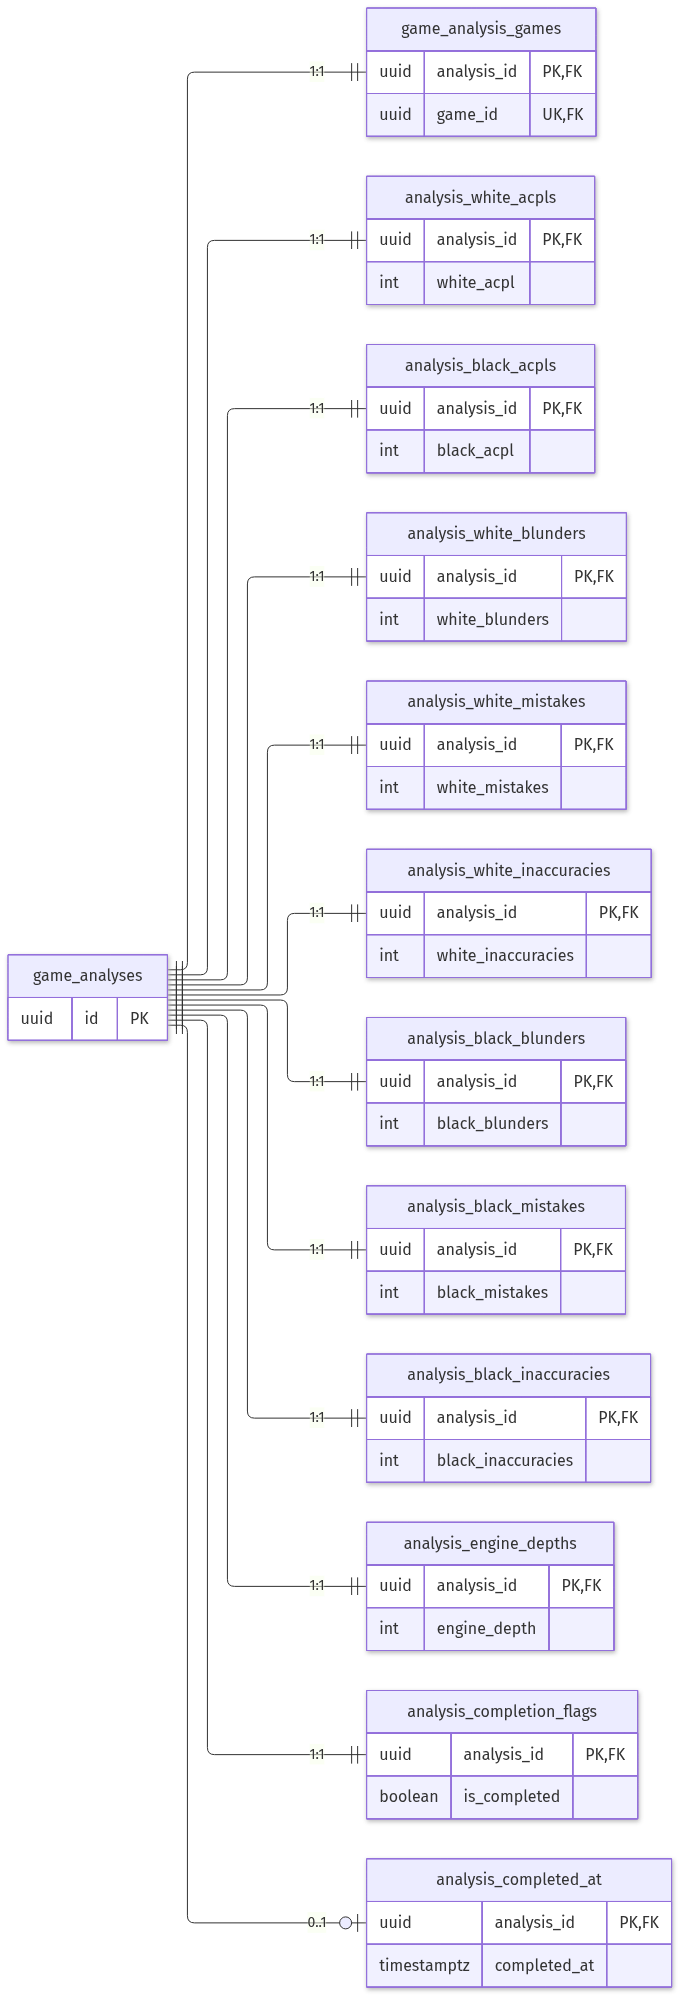 game_analysis_games
1:1
uuid analysis_id PK,FK
uuid game_id UK,FK
analysis_white_acpls
1:1
uuid analysis_id PK,FK
int white_acpl
analysis_black_acpls
1:1
uuid analysis_id PK,FK
int black_acpl
analysis_white_blunders
1:1
uuid analysis_id PK,FK
int white_blunders
analysis_white_mistakes
1:1
uuid analysis_id PK,FK
int white_mistakes
analysis_white_inaccuracies
1:1
uuid analysis_id PK,FK
int white_inaccuracies
game_analyses
uuid id PK
analysis_black_blunders
1:1
uuid analysis_id PK,FK
int black_blunders
analysis_black_mistakes
1:1
uuid analysis_id PK,FK
int black_mistakes
analysis_black_inaccuracies
1:1
uuid analysis_id PK,FK
int black_inaccuracies
analysis_engine_depths
1:1
uuid analysis_id PK,FK
int engine_depth
analysis_completion_flags
1:1
uuid analysis_id PK,FK
boolean is_completed
analysis_completed_at
0..1
uuid analysis_id PK,FK
timestamptz completed_at